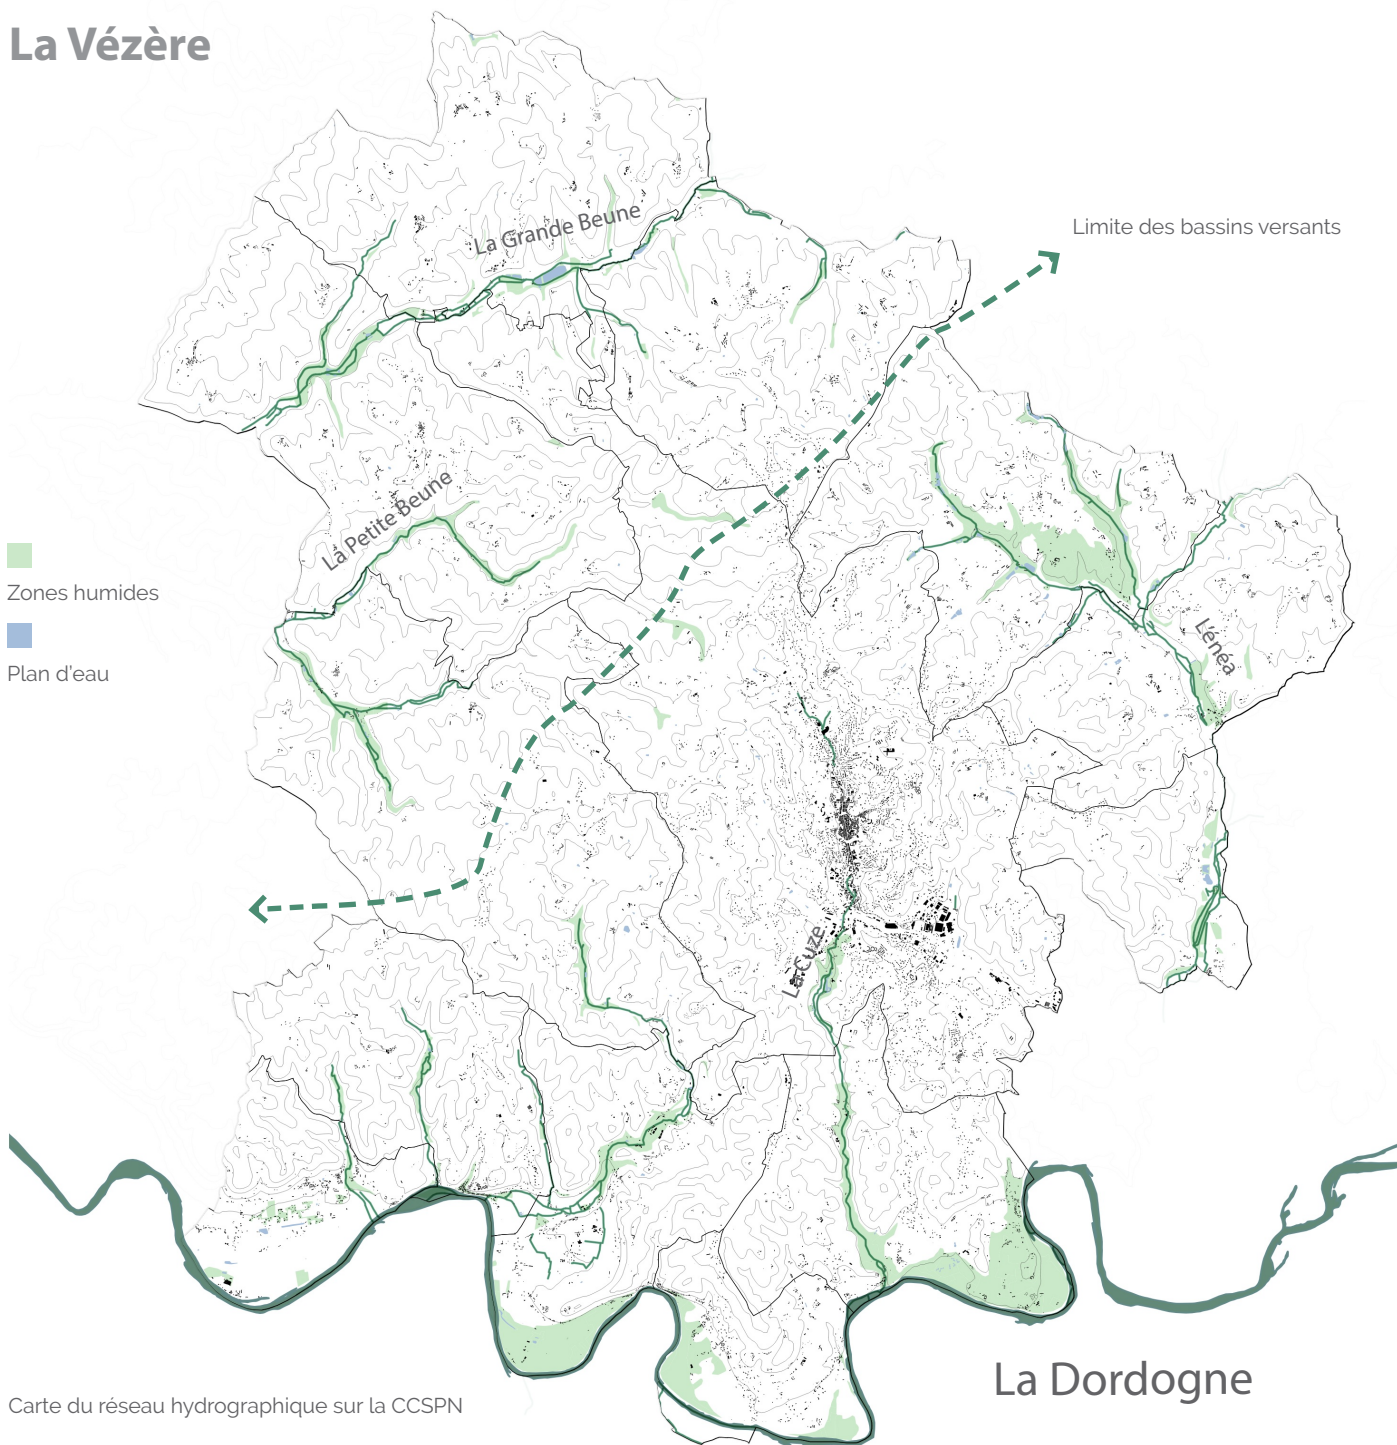 La Vézère
La Grande Beune
Limite des bassins versants
La Petite Beune
Zones humides
Plan d'eau
L'énéa
La Cuze
La Dordogne
Carte du réseau hydrographique sur la CCSPN